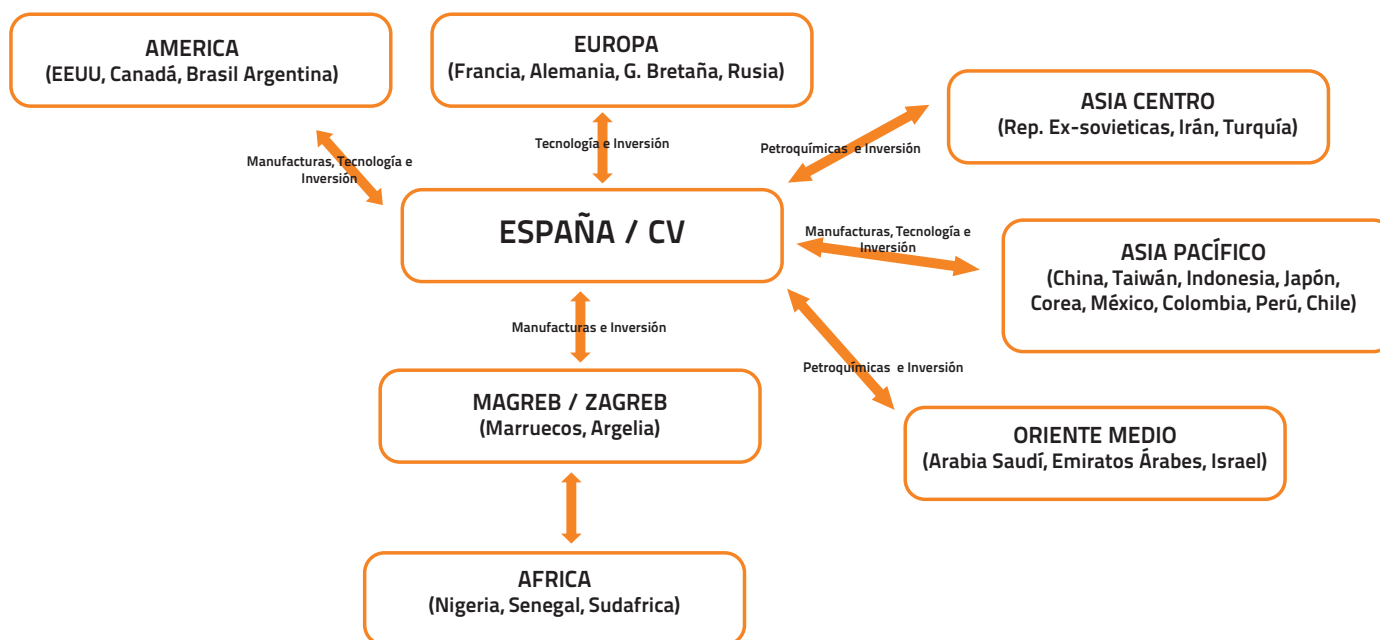 AMERICA
(EEUU, Canadá, Brasil Argentina)
EUROPA
(Francia, Alemania, G. Bretaña, Rusia)
ASIA CENTRO
(Rep. Ex-sovieticas, Irán, Turquía)
Manufacturas, Tecnología e
Inversión
Tecnología e Inversión
Petroquímicas e Inversión
ESPAÑA / CV
Manufacturas, Tecnología e
Inversión
ASIA PACÍFICO
(China, Taiwán, Indonesia, Japón,
Corea, México, Colombia, Perú, Chile)
Manufacturas e Inversión
Petroquímicas e Inversión
MAGREB / ZAGREB
(Marruecos, Argelia)
ORIENTE MEDIO
(Arabia Saudí, Emiratos Árabes, Israel)
AFRICA
(Nigeria, Senegal, Sudafrica)